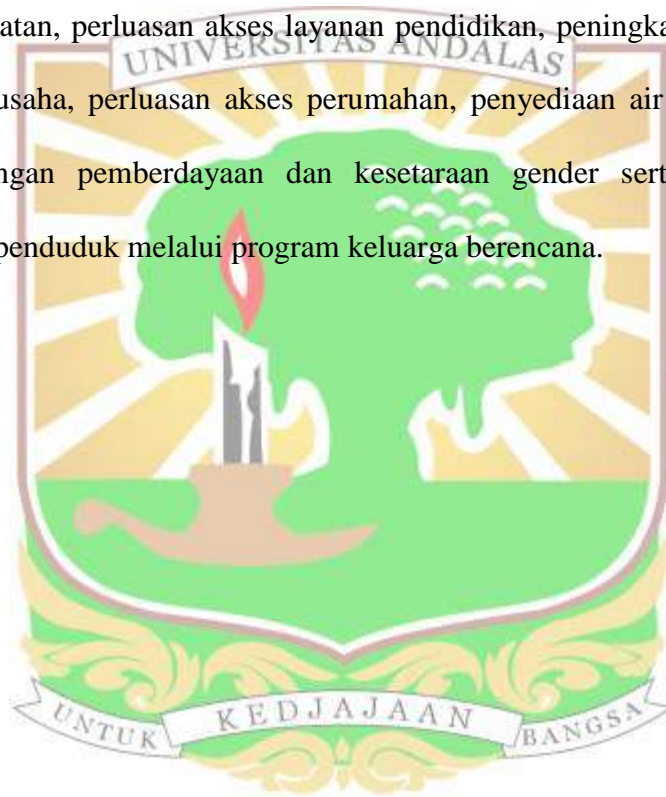 atan, perluasan akses layanan pendidikan, peningka
UNIVERSITAS ANDALAS
usaha, perluasan akses perumahan, penyediaan air
ngan pemberdayaan dan kesetaraan gender sert
penduduk melalui program keluarga berencana.
UNTUK KEDJAJAAN BANGSA